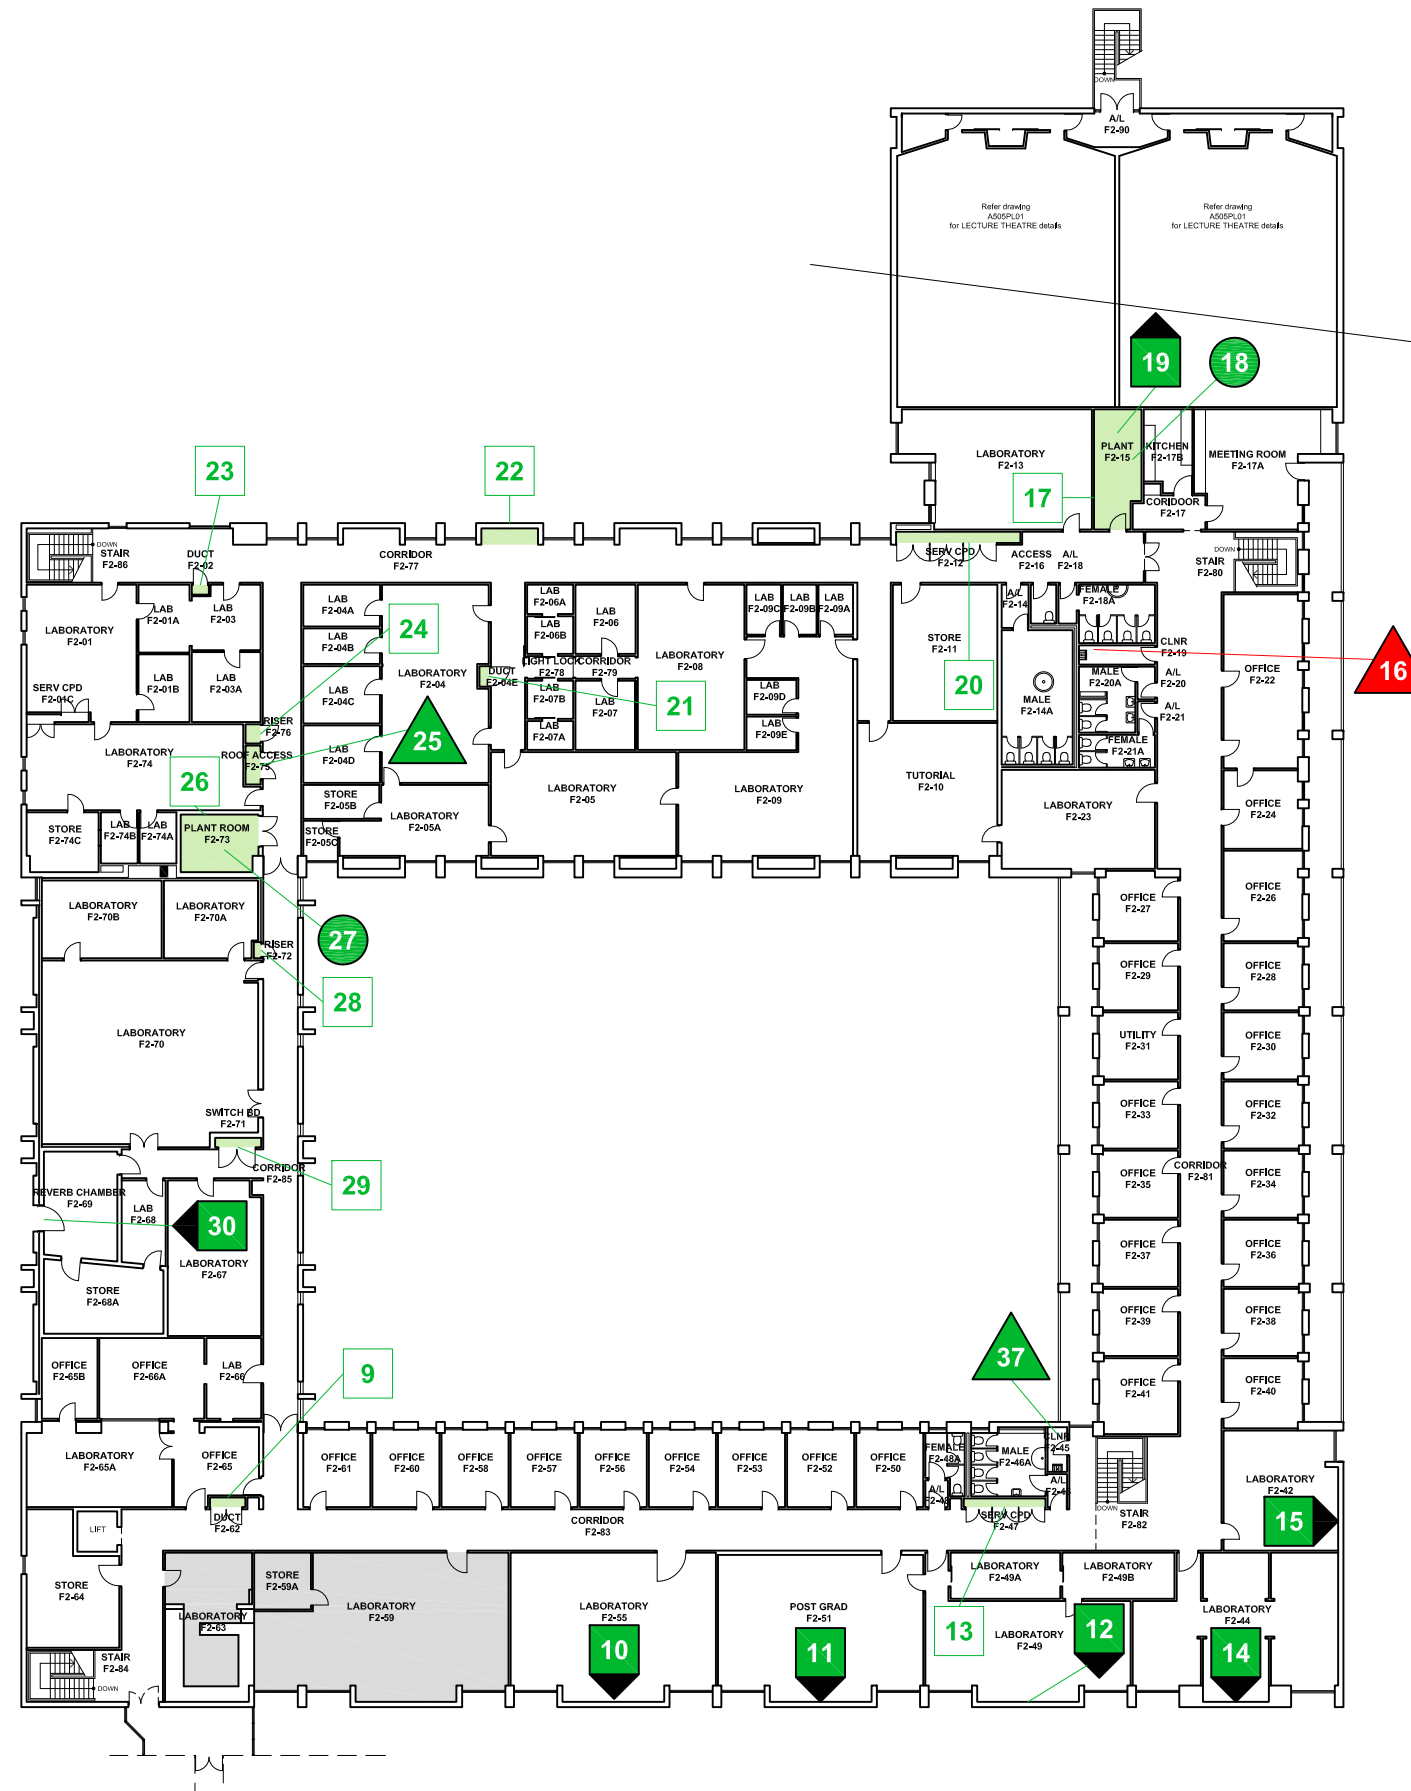 DOWN
A/L
F2-90
Refer drawing
A505PL01
for LECTURE THEATRE details
Refer drawing
A505PL01
for LECTURE THEATRE details
19
18
LABORATORY
F2-13
PLANT
F2-15
KITCHEN
F2-17B
MEETING ROOM
F2-17A
17
CORIDOOR
F2-17
23
22
DOWN
STAIR
F2-86
DUCT
F2-02
CORRIDOR
F2-77
SERV CPD
F2-12
ACCESS
F2-16
A/L
F2-18
STAIR
F2-80
DOWN
LABORATORY
F2-01
LAB
F2-01A
LAB
F2-03
LAB
F2-04A
LAB
F2-04B
LAB
F2-06A
LAB
F2-06B
LAB
F2-06
LAB
F2-09C
LAB
F2-09B
LAB
F2-09A
A/L
F2-14
FEMALE
F2-18A
24
STORE
F2-11
CLNR
F2-19
16
LABORATORY
F2-08
LIGHT LOCK
F2-78
CORRIDOR
F2-79
DUCT
F2-04E
LABORATORY
F2-04
LAB
F2-01B
LAB
F2-03A
SERV CPD
F2-01C
LAB
F2-04C
LAB
F2-07B
LAB
F2-07
LAB
F2-07A
21
LAB
F2-09D
LAB
F2-09E
20
MALE
F2-14A
MALE
F2-20A
A/L
F2-20
A/L
F2-21
OFFICE
F2-22
RISER
F2-76
25
FEMALE
F2-21A
LABORATORY
F2-74
ROOF ACCESS
F2-75
LAB
F2-04D
26
STORE
F2-05B
LABORATORY
F2-05
LABORATORY
F2-09
TUTORIAL
F2-10
LABORATORY
F2-23
OFFICE
F2-24
STORE
F2-74C
LAB
F2-74B
LAB
F2-74A
PLANT ROOM
F2-73
STORE
F2-05C
LABORATORY
F2-05A
LABORATORY
F2-70B
LABORATORY
F2-70A
OFFICE
F2-27
OFFICE
F2-26
27
RISER
F2-72
28
OFFICE
F2-29
OFFICE
F2-28
LABORATORY
F2-70
UTILITY
F2-31
OFFICE
F2-30
SWITCH BD
F2-71
OFFICE
F2-33
OFFICE
F2-32
CORRIDOR
F2-85
29
OFFICE
F2-35
CORRIDOR
F2-81
OFFICE
F2-34
REVERB CHAMBER
F2-69
LAB
F2-68
30
LABORATORY
F2-67
OFFICE
F2-37
OFFICE
F2-36
STORE
F2-68A
OFFICE
F2-39
OFFICE
F2-38
OFFICE
F2-65B
OFFICE
F2-66A
LAB
F2-66
9
37
OFFICE
F2-41
OFFICE
F2-40
LABORATORY
F2-65A
OFFICE
F2-65
OFFICE
F2-61
OFFICE
F2-60
OFFICE
F2-58
OFFICE
F2-57
OFFICE
F2-56
OFFICE
F2-54
OFFICE
F2-53
OFFICE
F2-52
OFFICE
F2-50
FEMALE
F2-48A
MALE
F2-46A
CLNR
F2-45
A/L
A/L
LABORATORY
F2-42
DOWN
STAIR
F2-82
15
LIFT
DUCT
F2-62
CORRIDOR
F2-83
SERV CPD
F2-47
STORE
F2-64
STORE
F2-59A
LABORATORY
F2-63
LABORATORY
F2-59
LABORATORY
F2-55
POST GRAD
F2-51
LABORATORY
F2-49A
LABORATORY
F2-49B
LABORATORY
F2-49
LABORATORY
F2-44
10
11
13
12
14
STAIR
F2-84
DOWN